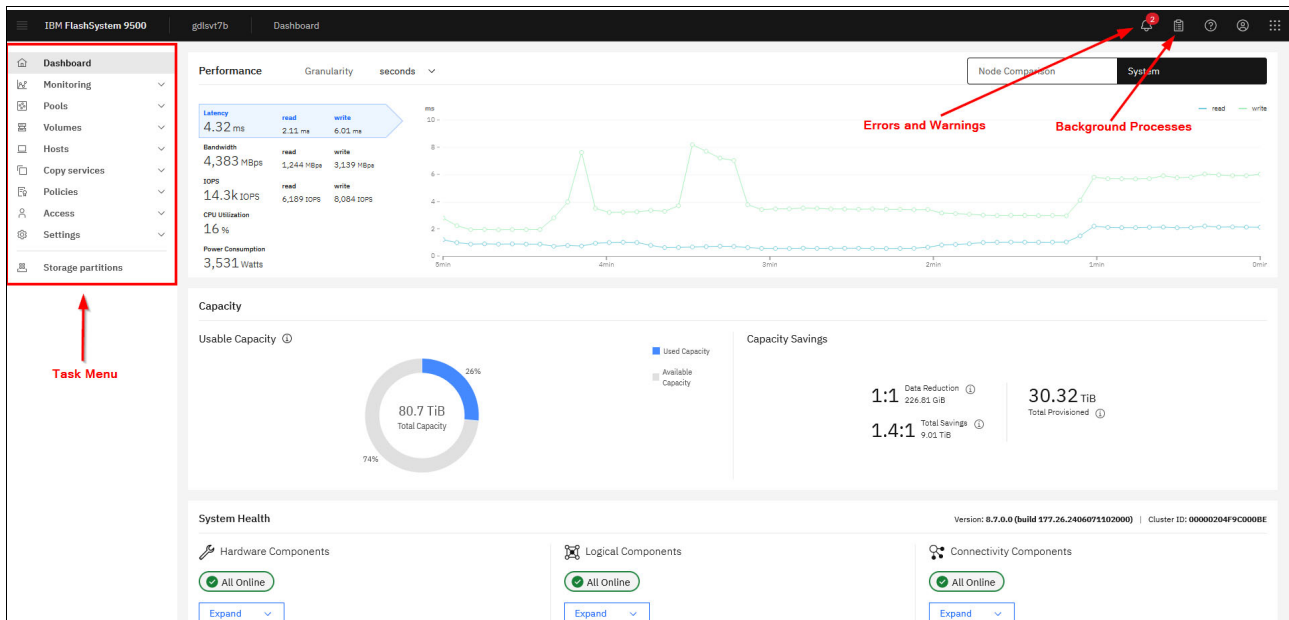 IBM FlashSystem 9500
gdlsvt7b
Dashboard
2
Dashboard
Monitoring
Pools
Volumes
Hosts
Copy services
Policies
Access
Settings
Storage partitions
Task Menu
Errors and Warnings
Background Processes
Performance
Granularity
seconds
Node Comparison
System
Latency
4.32 ms
read
2.11 ms
write
6.01 ms
Bandwidth
4,383 MBps
read
1,244 MBps
write
3,139 MBps
IOPS
14.3k IOPS
read
6,189 IOPS
write
8,084 IOPS
CPU Utilization
16 %
Power Consumption
3,531 Watts
ms
10
8
6
4
2
0
5min
4min
3min
2min
1min
0min
read
write
Capacity
Usable Capacity
26%
80.7 TiB
Total Capacity
74%
Used Capacity
Available
Capacity
Capacity Savings
1:1
Data Reduction
226.81 GiB
1.4:1
Total Savings
9.01 TiB
30.32 TiB
Total Provisioned
System Health
Version: 8.7.0.0 (build 177.26.2406071102000) | Cluster ID: 00000204F9C000BE
Hardware Components
All Online
Expand
Logical Components
All Online
Expand
Connectivity Components
All Online
Expand